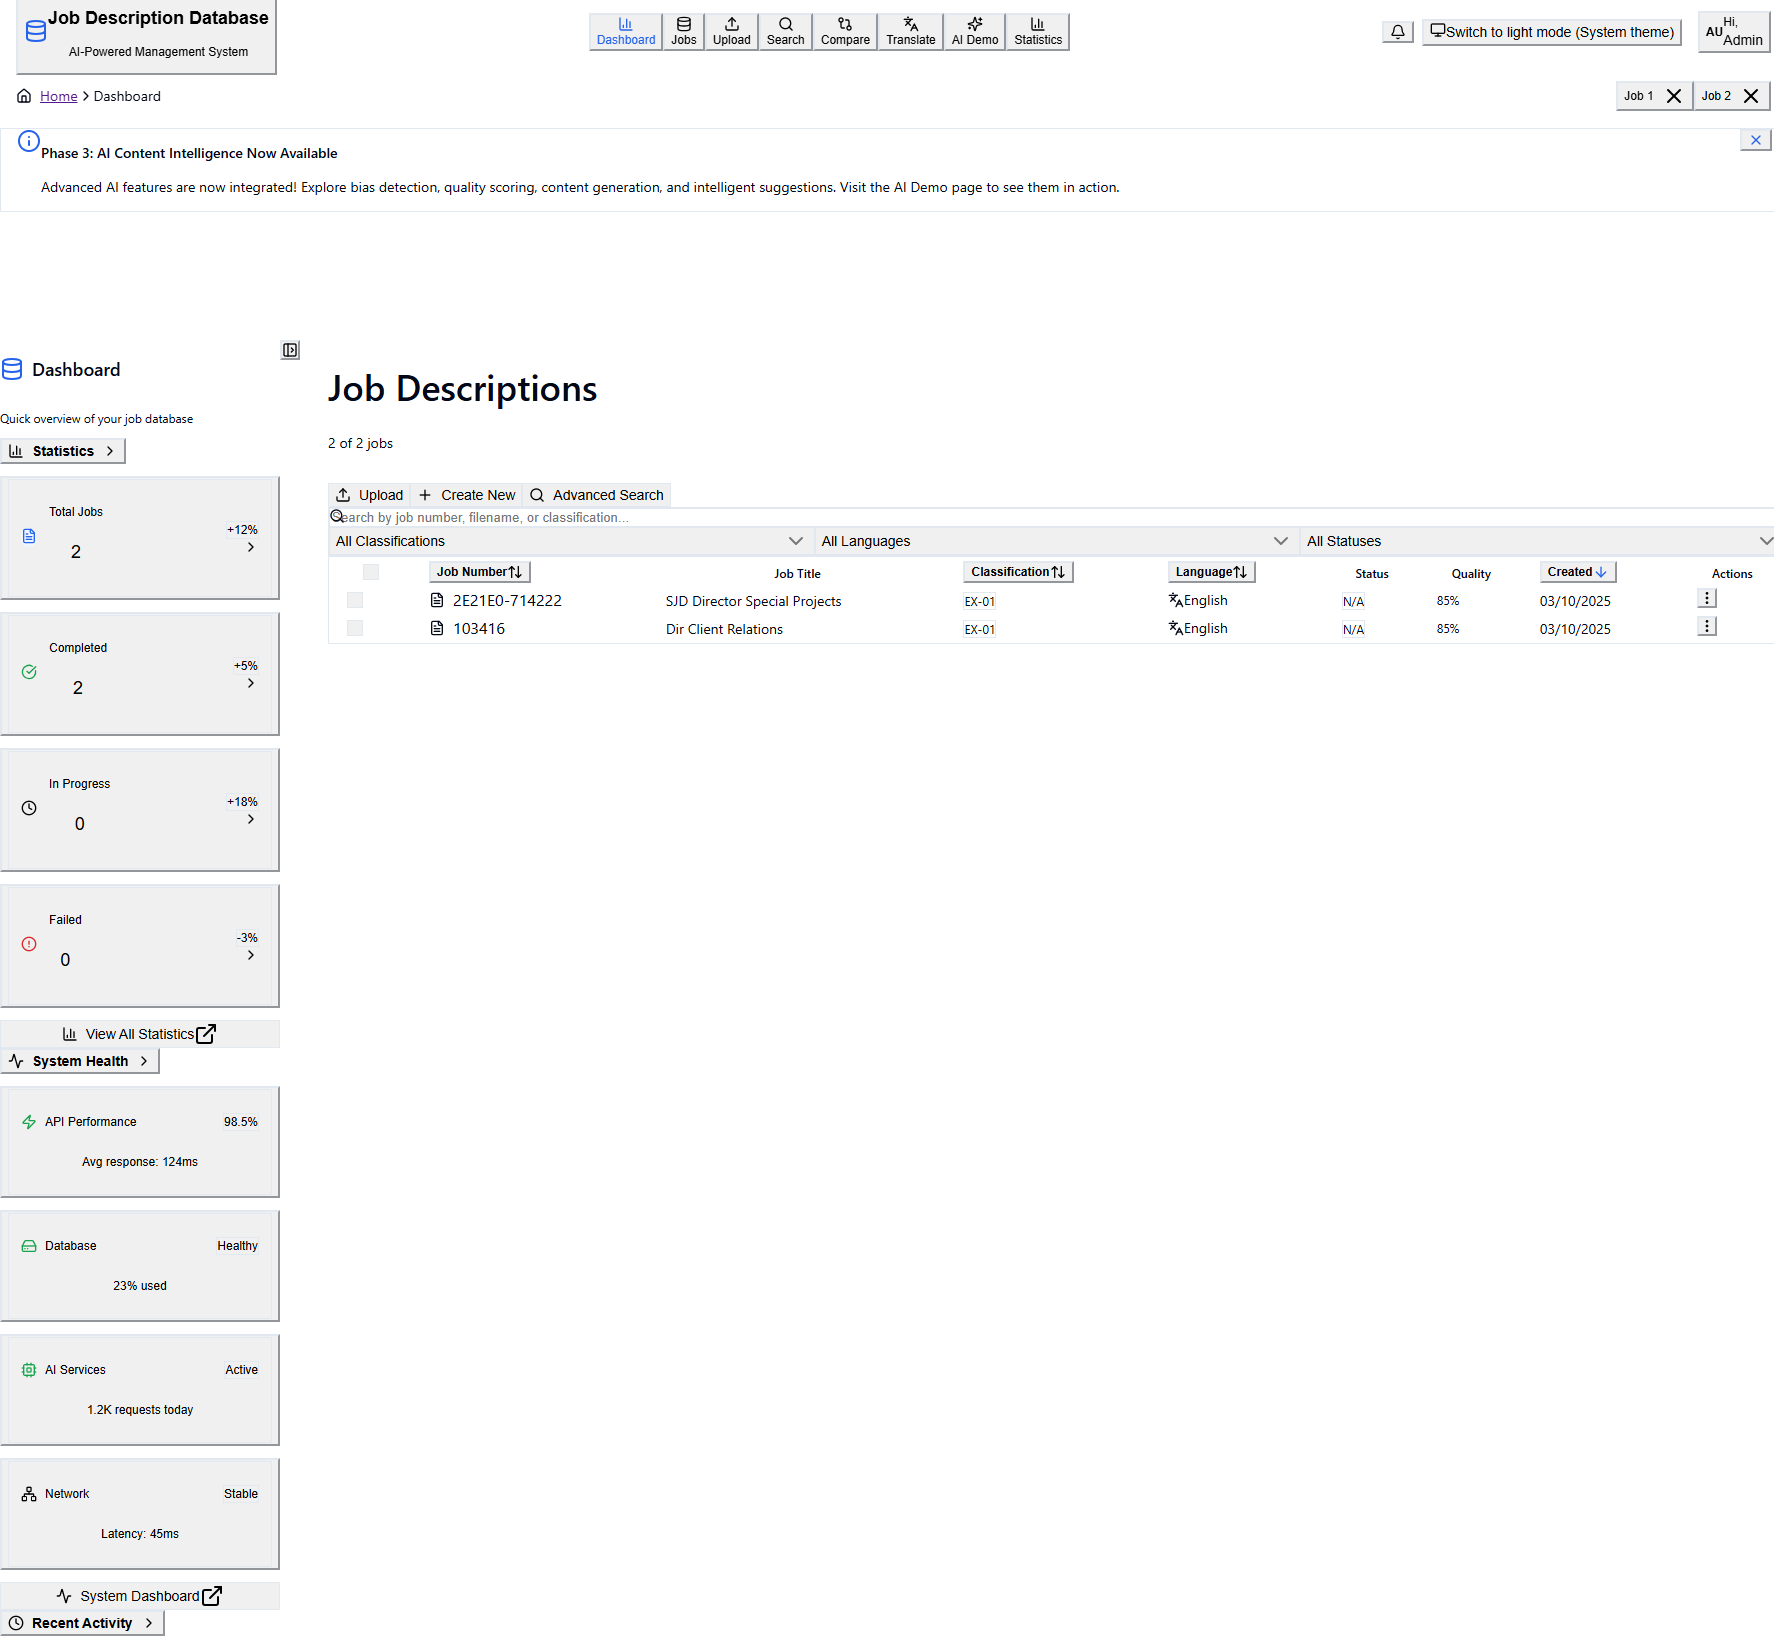 Job Description Database
AI-Powered Management System
Dashboard
Jobs
Upload
Search
Compare
Translate
AI Demo
Statistics
Switch to light mode (System theme)
AU
Hi,
Admin
Home
Dashboard
Job 1
Job 2
Phase 3: AI Content Intelligence Now Available
Advanced AI features are now integrated! Explore bias detection, quality scoring, content generation, and intelligent suggestions. Visit the AI Demo page to see them in action.
Dashboard
Quick overview of your job database
Statistics
Total Jobs
2
+12%
Completed
2
+5%
In Progress
0
+18%
Failed
0
-3%
View All Statistics
System Health
API Performance
98.5%
Avg response: 124ms
Database
Healthy
23% used
AI Services
Active
1.2K requests today
Network
Stable
Latency: 45ms
System Dashboard
Recent Activity
Job Descriptions
2 of 2 jobs
Upload
Create New
Advanced Search
Search by job number, filename, or classification...
All Classifications
All Languages
All Statuses
Job Number Job Title Classification Language Status Quality Created Actions
2E21E0-714222 SJD Director Special Projects EX-01 English N/A 85% 03/10/2025
103416 Dir Client Relations EX-01 English N/A 85% 03/10/2025